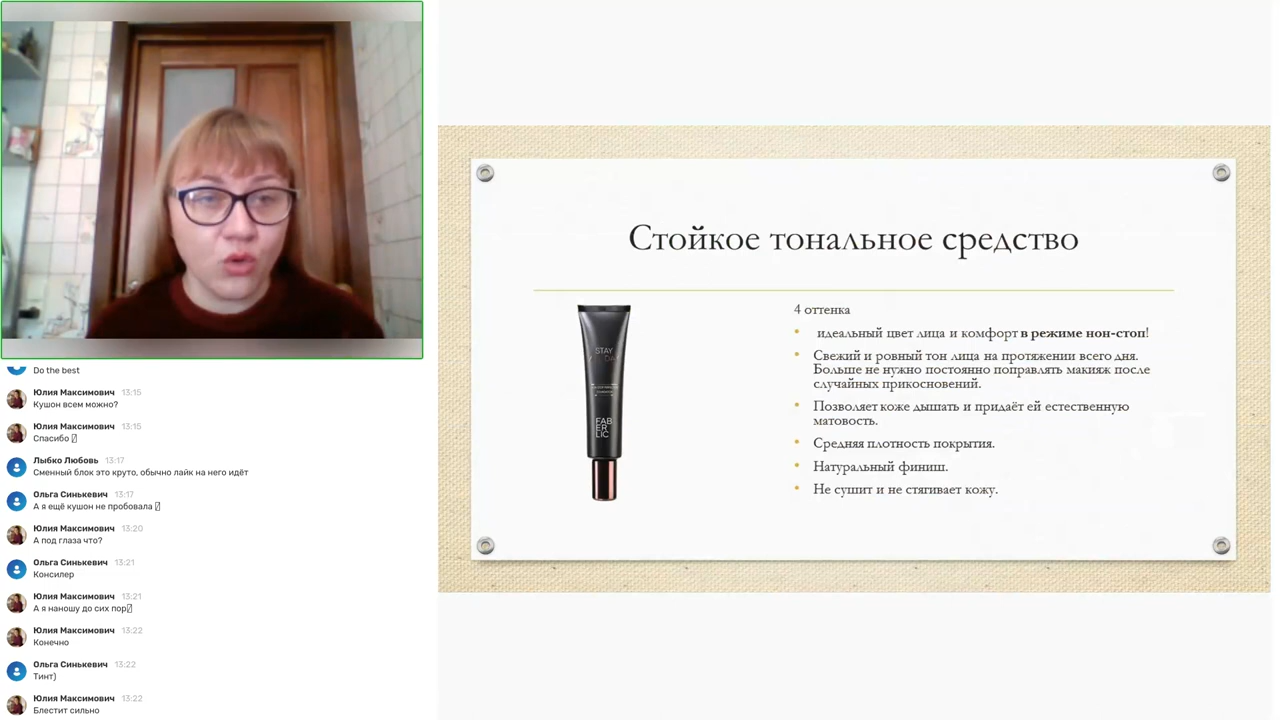 Do the best
Юлия Максимович 13:15
Кушон всем можно?
Юлия Максимович 13:15
Спасибо
Лыбко Любовь 13:17
Сменный блок это круто, обычно лайк на него идёт
Ольга Синькевич 13:17
А я ещё кушон не пробовала
Юлия Максимович 13:20
А под глаза что?
Ольга Синькевич 13:21
Консилер
Юлия Максимович 13:21
А я наношу до сих пор
Юлия Максимович 13:22
Конечно
Ольга Синькевич 13:22
Тинт)
Юлия Максимович 13:22
Блестит сильно
Стойкое тональное средство
STAY
FAB
ER
LIC
4 оттенка
• идеальный цвет лица и комфорт в режиме нон-стоп!
• Свежий и ровный тон лица на протяжении всего дня.
Больше не нужно постоянно поправлять макияж после
случайных прикосновений.
• Позволяет коже дышать и придаёт ей естественную
матовость.
• Средняя плотность покрытия.
• Натуральный финиш.
• Не сушит и не стягивает кожу.